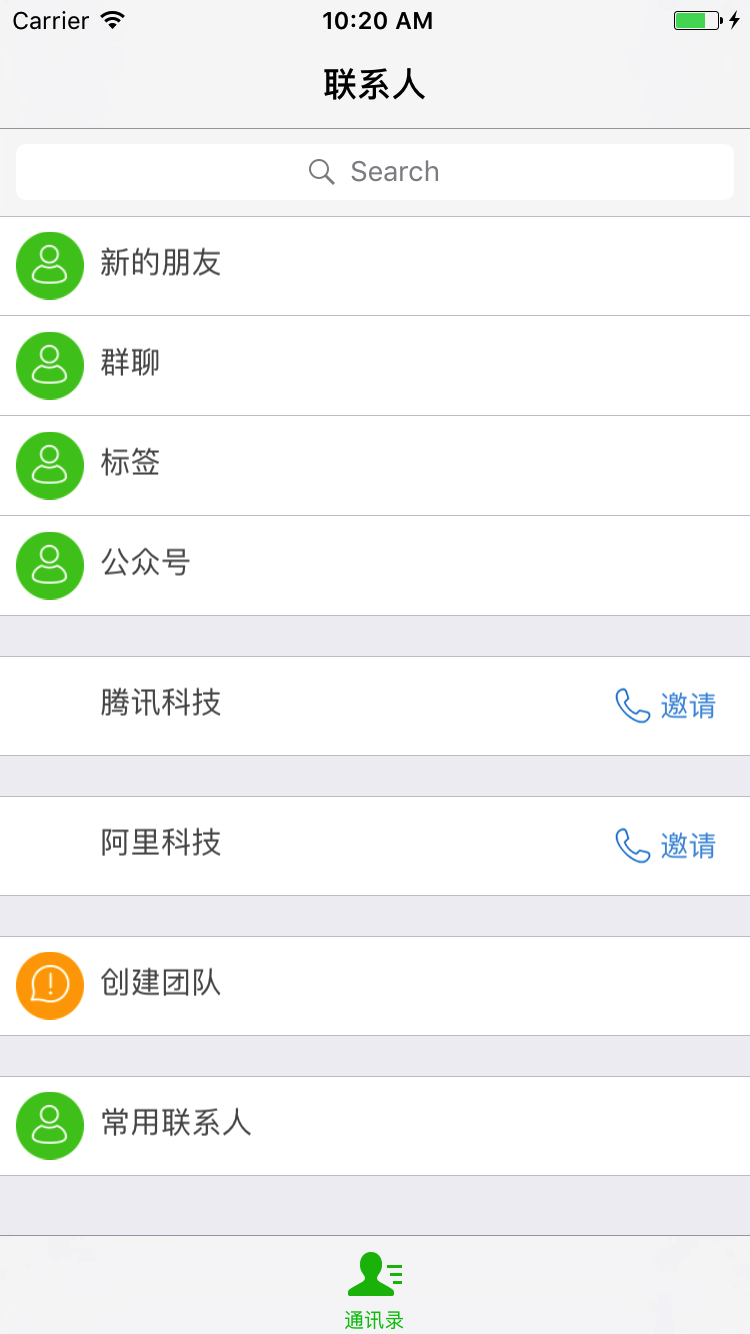 Carrier 10:20 AM
联系人
Search
新的朋友
群聊
标签
公众号
腾讯科技 邀请
阿里科技 邀请
创建团队
常用联系人
通讯录